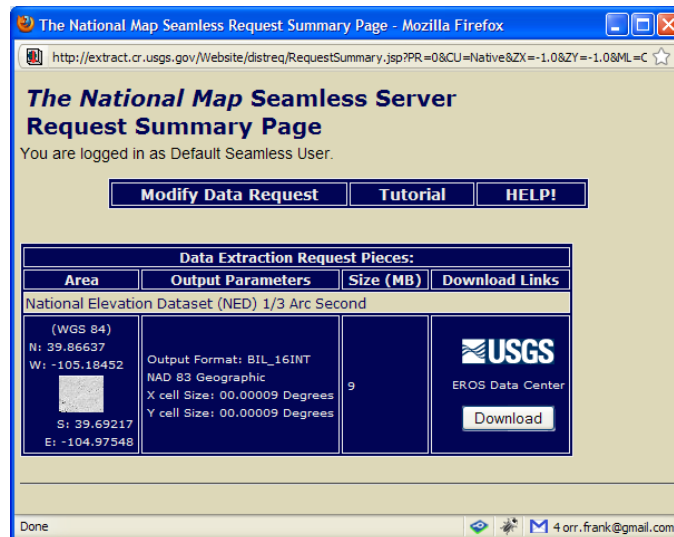 The National Map Seamless Request Summary Page - Mozilla Firefox
http://extract.cr.usgs.gov/Website/distreq/RequestSummary.jsp?PR=0&CU=Native&ZX=-1.0&ZY=-1.0&ML=C
The National Map Seamless Server
Request Summary Page
You are logged in as Default Seamless User.
Modify Data Request Tutorial HELP!
Data Extraction Request Pieces:
Area Output Parameters Size (MB) Download Links
National Elevation Dataset (NED) 1/3 Arc Second
(WGS 84)
N: 39.86637
W: -105.18452
S: 39.69217
E: -104.97548
Output Format: BIL_16INT
NAD 83 Geographic
X cell Size: 00.00009 Degrees
Y cell Size: 00.00009 Degrees
9
USGS
EROS Data Center
Download
Done
4 orr.frank@gmail.com